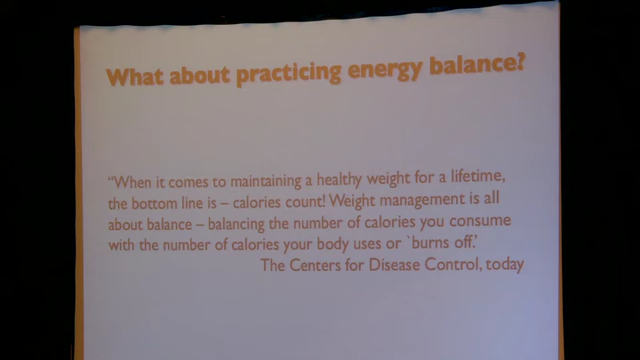 What about practicing energy balance?
“When it comes to maintaining a healthy weight for a lifetime,
the bottom line is – calories count! Weight management is all
about balance – balancing the number of calories you consume
with the number of calories your body uses or `burns off.’
The Centers for Disease Control, today